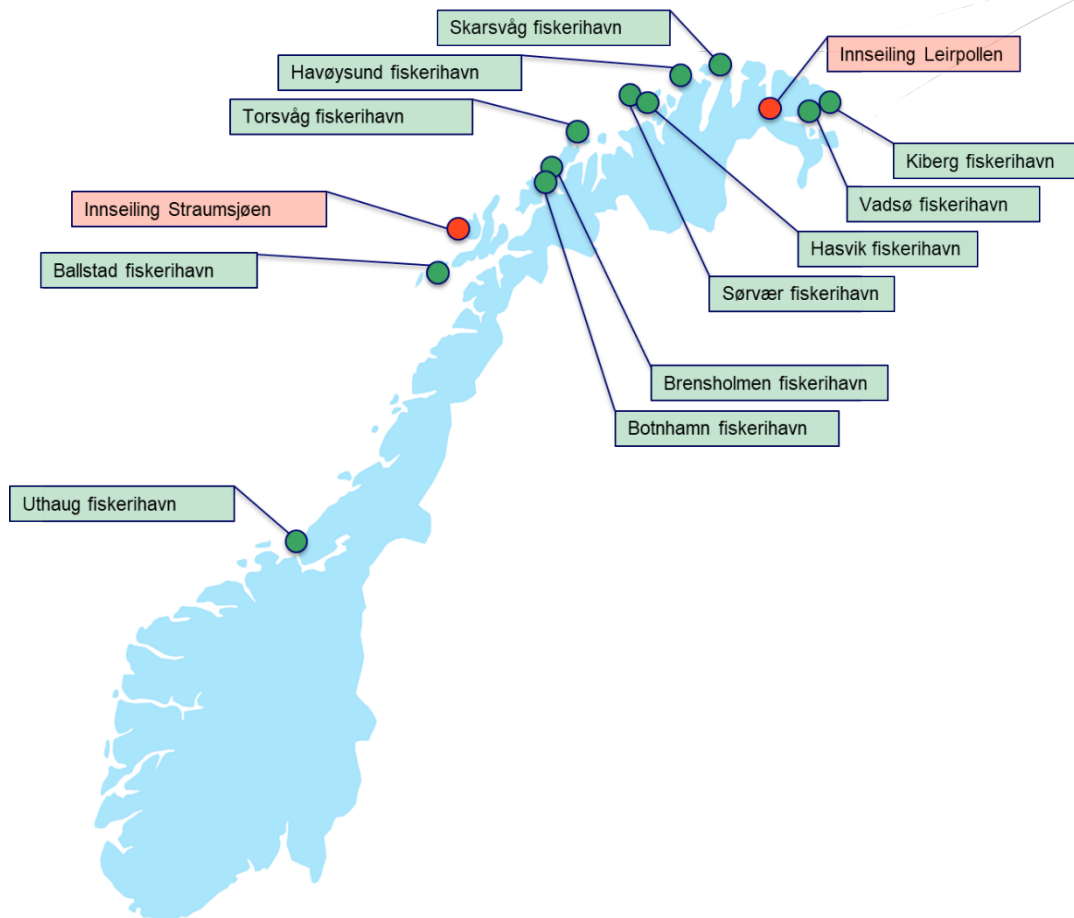 Skarsvåg fiskerihavn
Innseiling Leirpollen
Havøysund fiskerihavn
Torsvåg fiskerihavn
Kiberg fiskerihavn
Innseiling Straumsjøen
Vadsø fiskerihavn
Hasvik fiskerihavn
Ballstad fiskerihavn
Sørvær fiskerihavn
Brensholmen fiskerihavn
Botnhamn fiskerihavn
Uthaug fiskerihavn